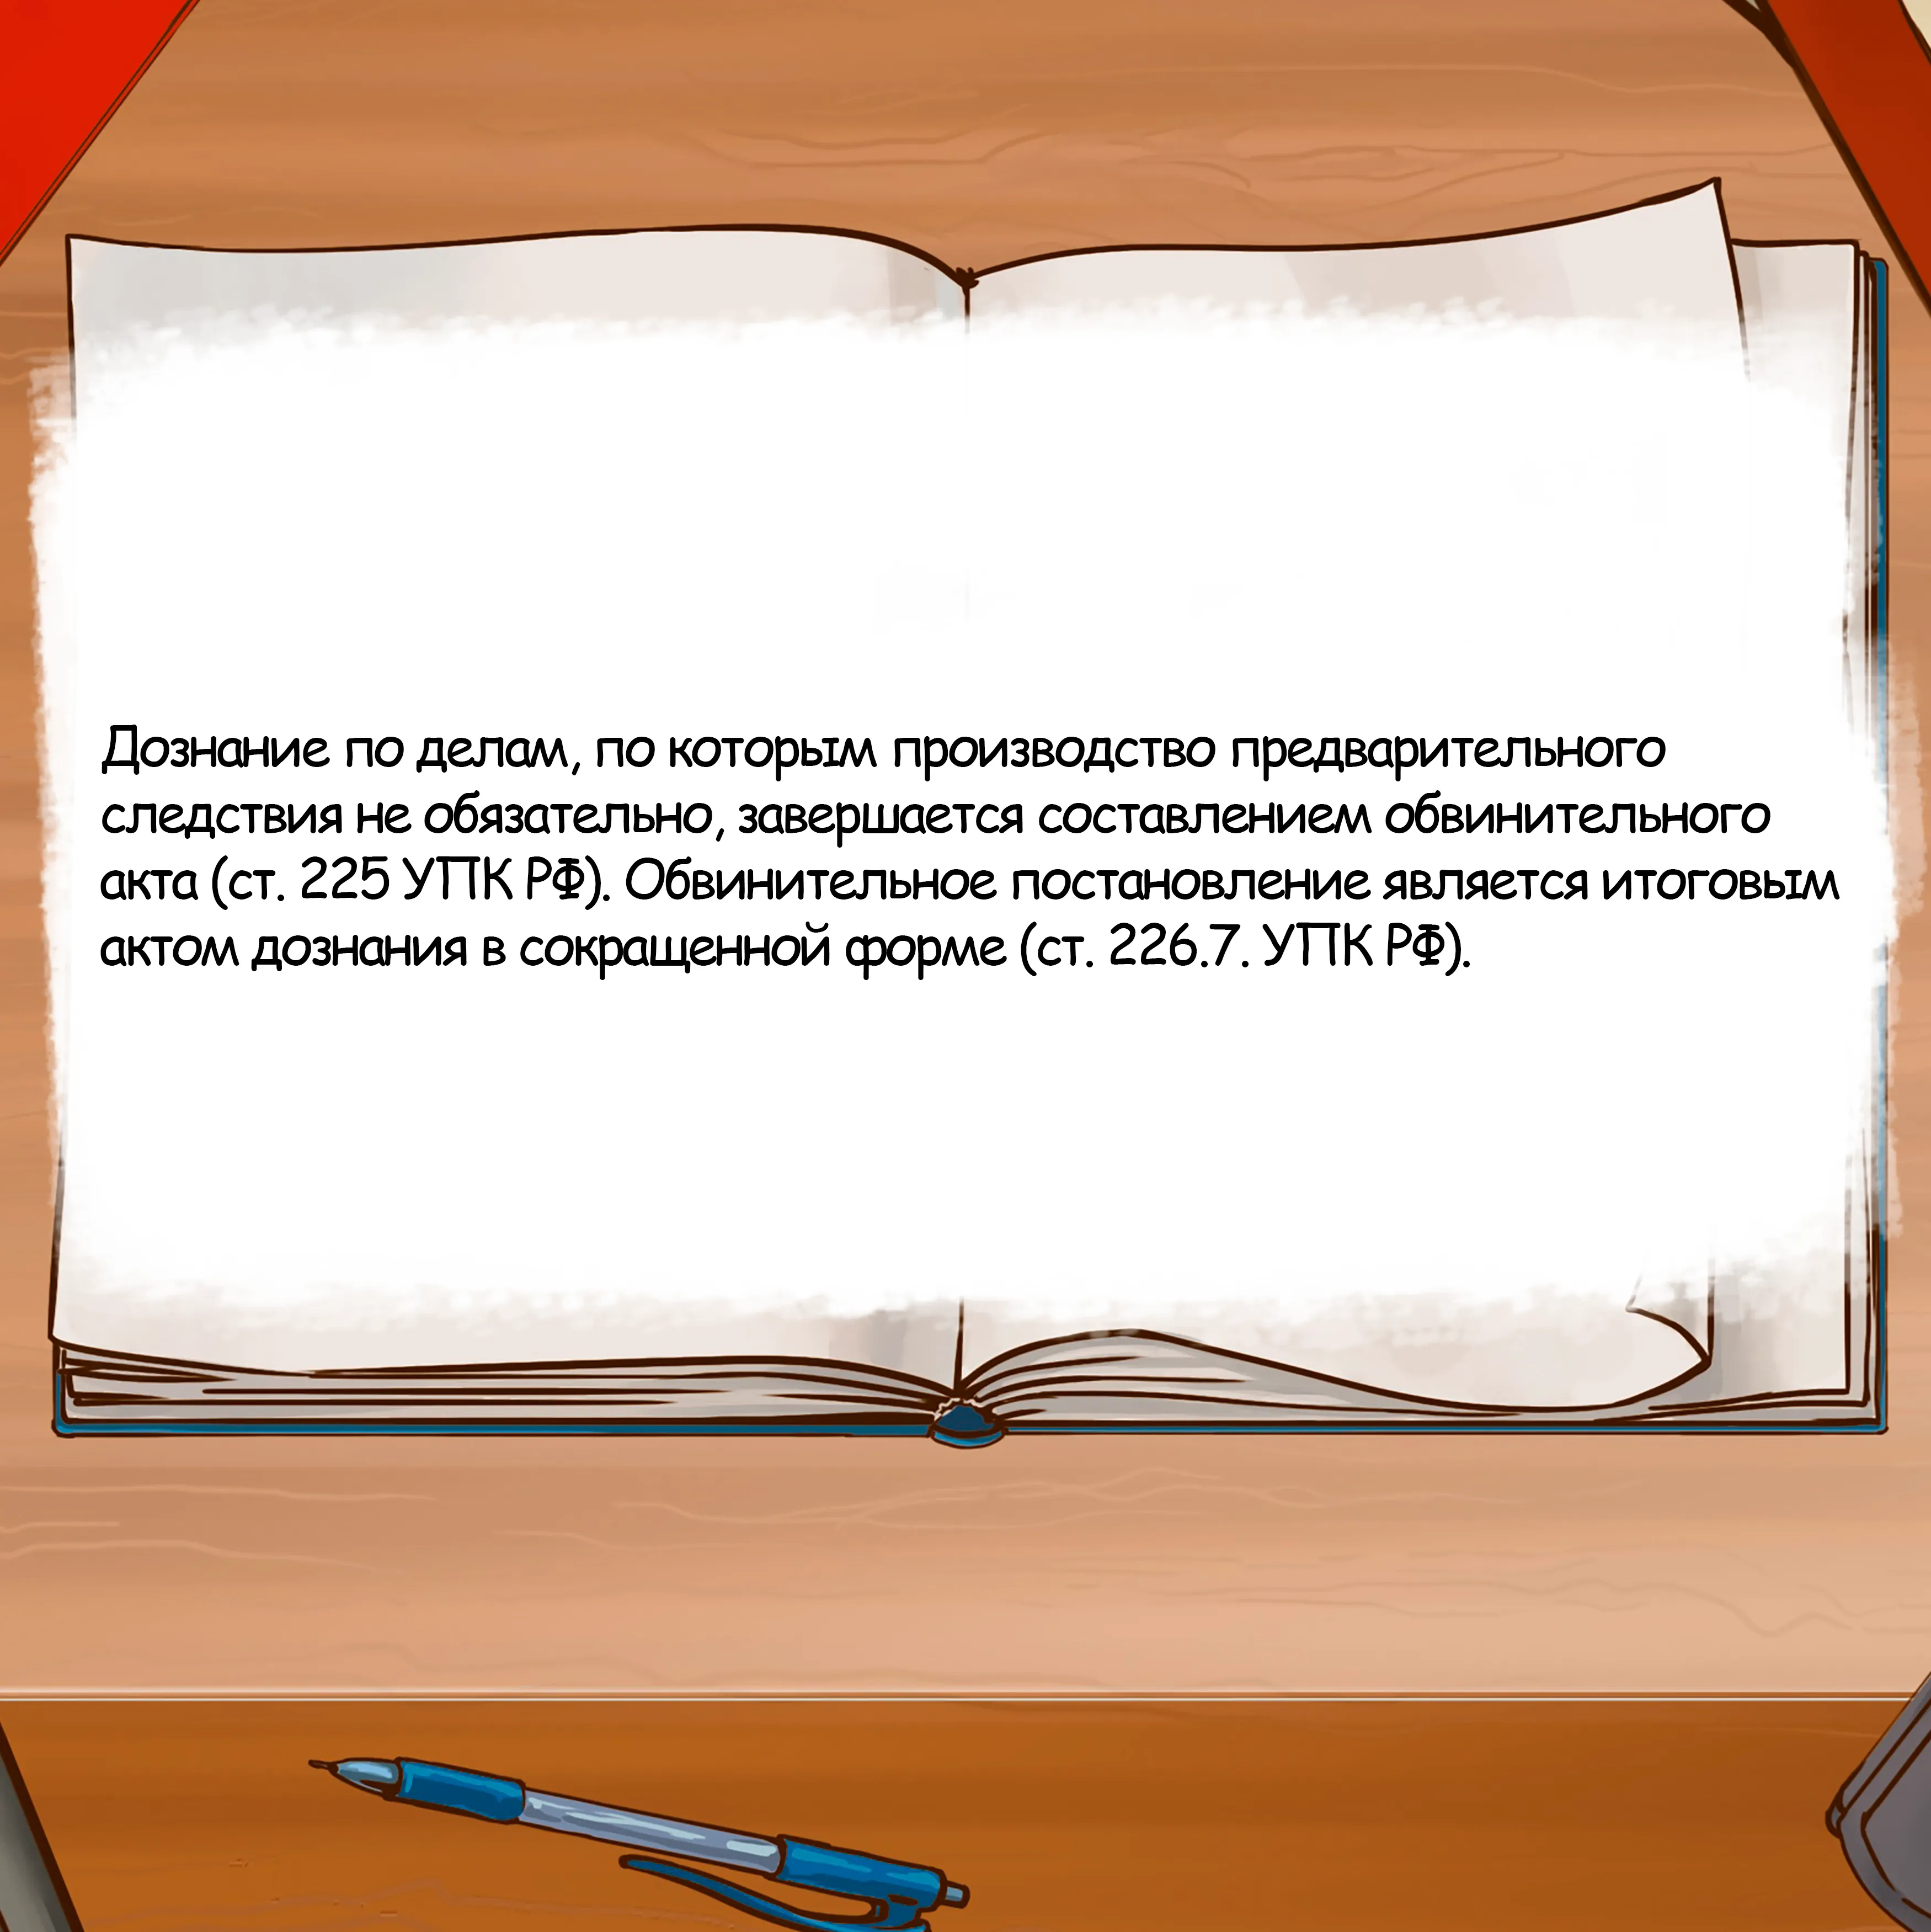 Дознание по делам, по которым производство предварительного
следствия не обязательно, завершается составлением обвинительного
акта (ст. 225 УПК РФ). Обвинительное постановление является итоговым
актом дознания в сокращенной форме (ст. 226.7. УПК РФ).